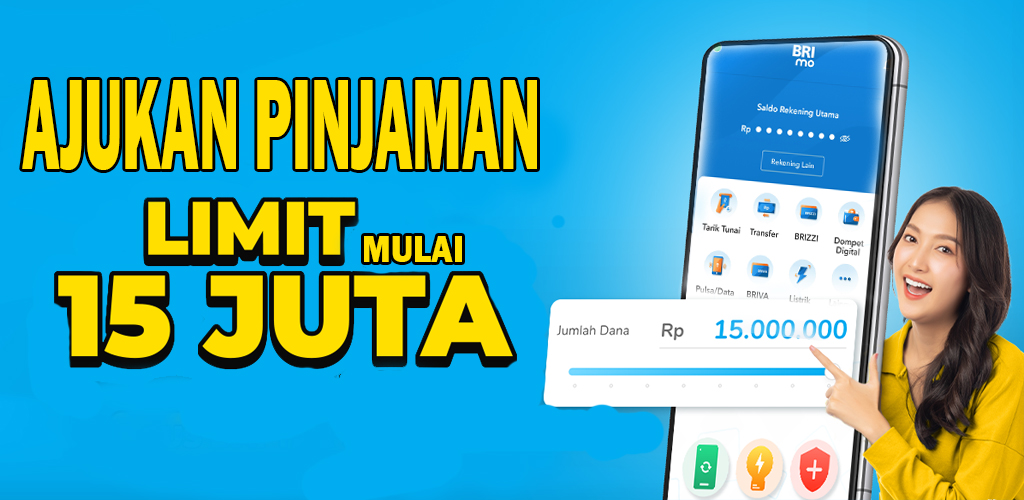 AJUKAN PINJAMAN
LIMIT MULAI
15 JUTA
BRI
mo
Saldo Rekening Utama
Rp
Rekening Lain
Tarik Tunai
Transfer
BRIZZI
Dompet
Digital
Pulsa/Data
BRIVA
Listrik
Jumlah Dana Rp 15.000.000